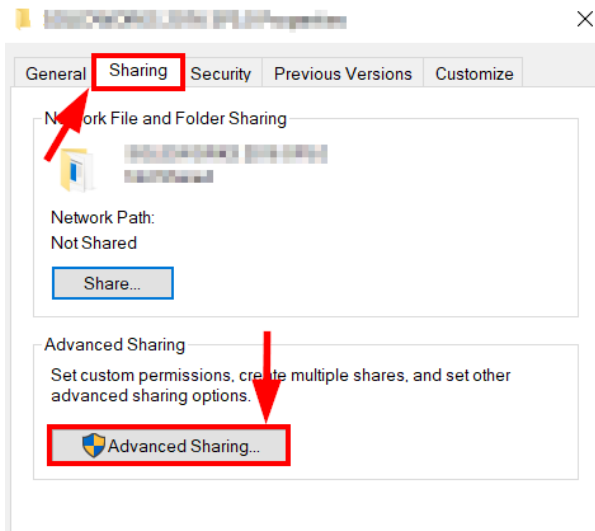 Properties
General Sharing Security Previous Versions Customize
Network File and Folder Sharing
Network Path:
Not Shared
Share...
Advanced Sharing
Set custom permissions, create multiple shares, and set other
advanced sharing options.
Advanced Sharing...